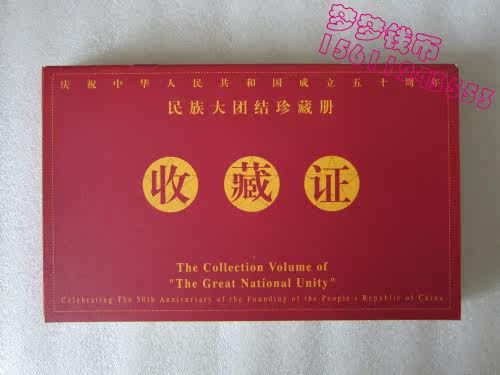 梦梦钱币
庆祝中华人民共和国成立五十周年
民族大团结珍藏册
收藏证
The Collection Volume of
"The Great National Unity"
Celebrating The 50th Anniversary of the Founding of the People's Republic of China